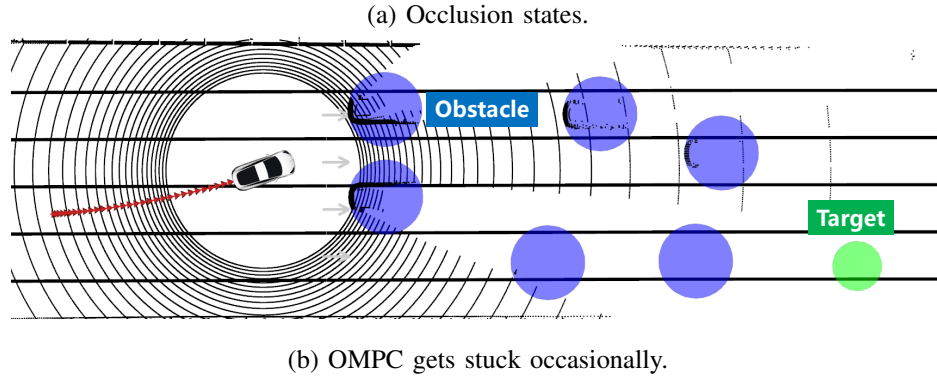 (a) Occlusion states.
Obstacle
Target
(b) OMPC gets stuck occasionally.